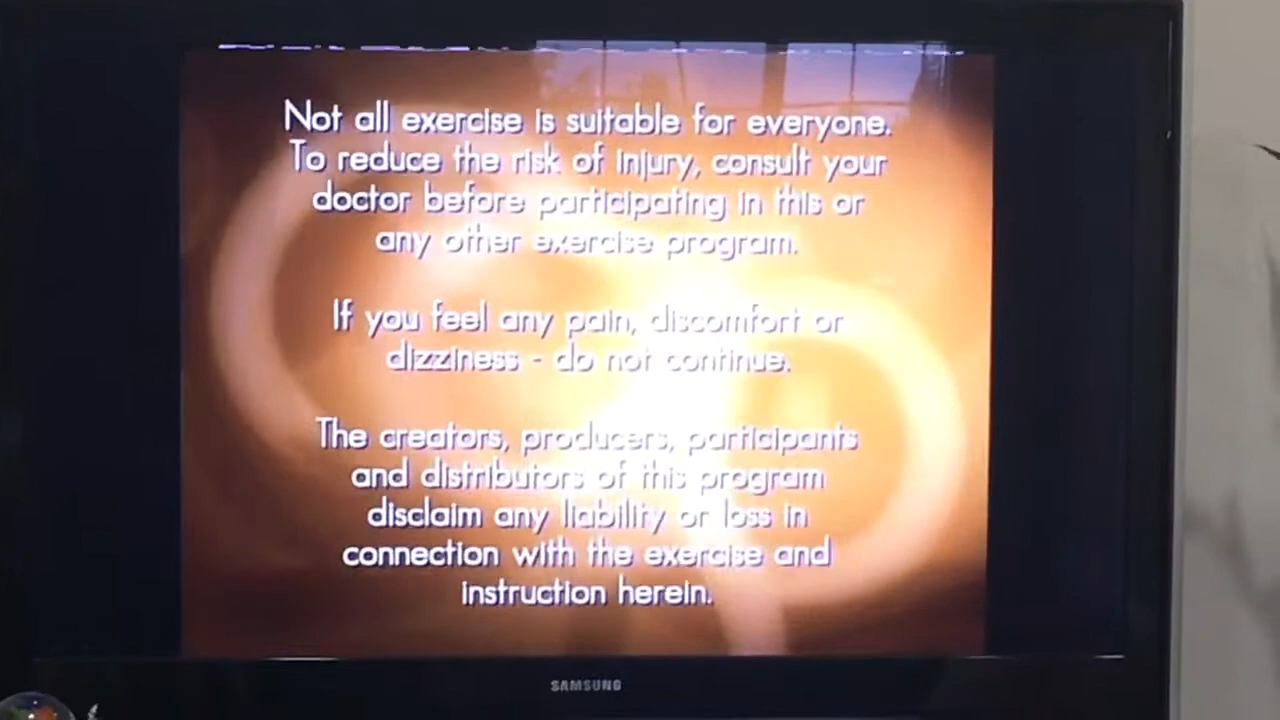 Not all exercise is suitable for everyone.
To reduce the risk of injury, consult your
doctor before participating in this or
any other exercise program.
If you feel any pain, discomfort or
dizziness - do not continue.
The creators, producers, participants
and distributors of this program
disclaim any liability or loss in
connection with the exercise and
instruction herein.
SAMSUNG